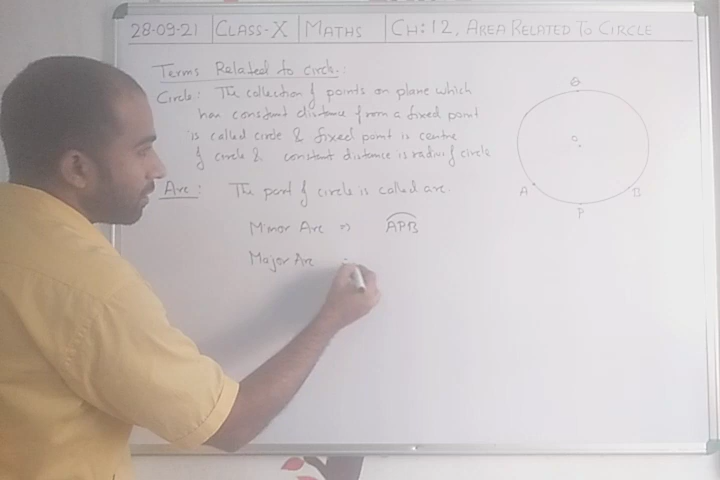 28-09-21 CLASS-X MATHS CH:12, AREA RELATED TO CIRCLE
Terms Related to circle:
Circle: The collection of points on plane which
has constant distance from a fixed point
is called circle & fixed point is centre
of circle & constant distance is radius of circle
Arc: The part of circle is called arc.
Minor Arc ⇒ APB
Major Arc
Q
O
A
B
P